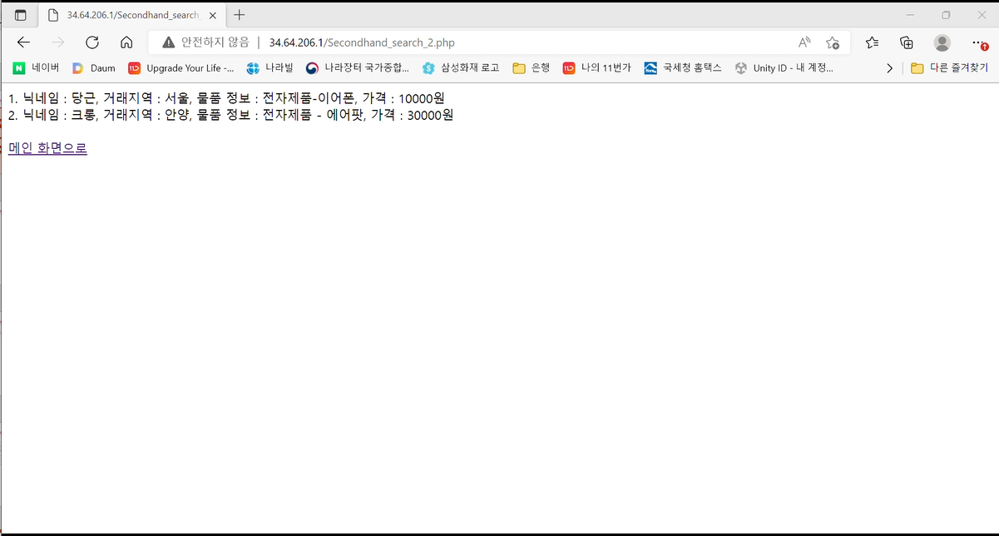 34.64.206.1/Secondhand_search_
안전하지 않음 | 34.64.206.1/Secondhand_search_2.php
네이버 Daum Upgrade Your Life -... 나라빌 나라장터 국가종합... 삼성화재 로고 은행 나의 11번가 국세청 홈택스 Unity ID - 내 계정... 다른 즐겨찾기
1. 닉네임 : 당근, 거래지역 : 서울, 물품 정보 : 전자제품-이어폰, 가격 : 10000원
2. 닉네임 : 크롱, 거래지역 : 안양, 물품 정보 : 전자제품 - 에어팟, 가격 : 30000원
메인 화면으로